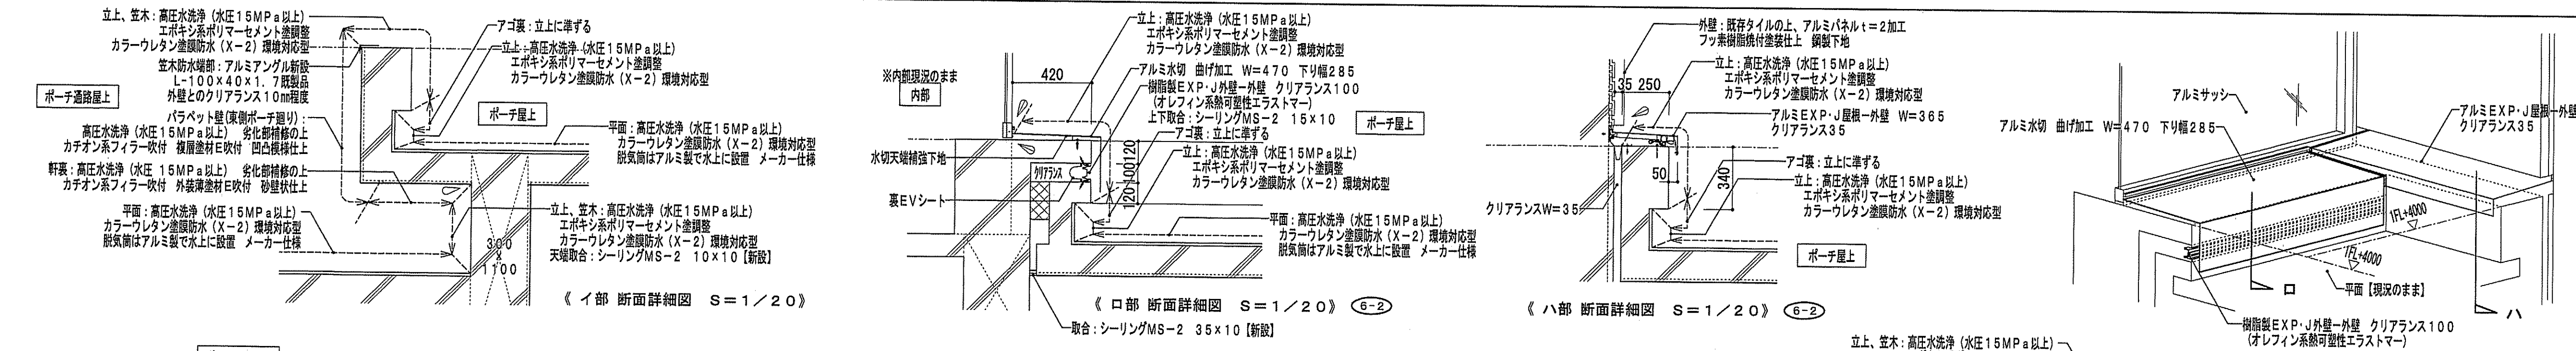 立上、笠木：高圧水洗浄（水圧１５ＭＰａ以上）
エポキシ系ポリマーセメント塗調整
カラーウレタン塗膜防水（Ｘ－２）環境対応型
笠木防水端部：アルミアングル新設
Ｌ－１００×４０×１．７既製品
外壁とのクリアランス１０㎜程度
ポーチ通路屋上
パラペット壁（東側ポーチ廻り）：
高圧水洗浄（水圧１５ＭＰａ以上）　劣化部補修の上
カチオン系フィラー吹付　複層塗材Ｅ吹付　凹凸模様仕上
軒裏：高圧水洗浄（水圧１５ＭＰａ以上）　劣化部補修の上
カチオン系フィラー吹付　外装薄塗材Ｅ吹付　砂壁状仕上
平面：高圧水洗浄（水圧１５ＭＰａ以上）
カラーウレタン塗膜防水（Ｘ－２）環境対応型
脱気筒はアルミ製で水上に設置　メーカー仕様
アゴ裏：立上に準ずる
立上：高圧水洗浄（水圧１５ＭＰａ以上）
エポキシ系ポリマーセメント塗調整
カラーウレタン塗膜防水（Ｘ－２）環境対応型
ポーチ屋上
平面：高圧水洗浄（水圧１５ＭＰａ以上）
カラーウレタン塗膜防水（Ｘ－２）環境対応型
脱気筒はアルミ製で水上に設置　メーカー仕様
立上、笠木：高圧水洗浄（水圧１５ＭＰａ以上）
エポキシ系ポリマーセメント塗調整
カラーウレタン塗膜防水（Ｘ－２）環境対応型
天端取合：シーリングＭＳ－２　１０×１０【新設】
３００
×
１１００
《 イ部 断面詳細図　Ｓ＝１／２０》
立上：高圧水洗浄（水圧１５ＭＰａ以上）
エポキシ系ポリマーセメント塗調整
カラーウレタン塗膜防水（Ｘ－２）環境対応型
アルミ水切　曲げ加工　Ｗ＝４７０　下り幅２８５
樹脂製ＥＸＰ・Ｊ外壁－外壁　クリアランス１００
（オレフィン系熱可塑性エラストマー）
上下取合：シーリングＭＳ－２　１５×１０
ポーチ屋上
アゴ裏：立上に準ずる
立上：高圧水洗浄（水圧１５ＭＰａ以上）
エポキシ系ポリマーセメント塗調整
カラーウレタン塗膜防水（Ｘ－２）環境対応型
※内部現況のまま
内部
420
水切天端補強下地
クリアランス
120 100 120
裏ＥＶシート
平面：高圧水洗浄（水圧１５ＭＰａ以上）
カラーウレタン塗膜防水（Ｘ－２）環境対応型
脱気筒はアルミ製で水上に設置　メーカー仕様
《 ロ部 断面詳細図　Ｓ＝１／２０》 6-2
取合：シーリングＭＳ－２　３５×１０【新設】
外壁：既存タイルの上、アルミパネルｔ＝２加工
フッ素樹脂焼付塗装仕上　鋼製下地
立上：高圧水洗浄（水圧１５ＭＰａ以上）
エポキシ系ポリマーセメント塗調整
カラーウレタン塗膜防水（Ｘ－２）環境対応型
35 250
アルミＥＸＰ・Ｊ屋根－外壁　Ｗ＝３６５
クリアランス３５
アゴ裏：立上に準ずる
50
340
立上：高圧水洗浄（水圧１５ＭＰａ以上）
エポキシ系ポリマーセメント塗調整
カラーウレタン塗膜防水（Ｘ－２）環境対応型
クリアランスＷ＝３５
ポーチ屋上
《 ハ部 断面詳細図　Ｓ＝１／２０》 6-2
アルミサッシ
アルミ水切　曲げ加工　Ｗ＝４７０　下り幅２８５
アルミＥＸＰ・Ｊ屋根－外壁
クリアランス３５
1FL+4000
1FL+4000
ロ
平面【現況のまま】
ハ
樹脂製ＥＸＰ・Ｊ外壁－外壁　クリアランス１００
（オレフィン系熱可塑性エラストマー）
立上、笠木：高圧水洗浄（水圧１５ＭＰａ以上）